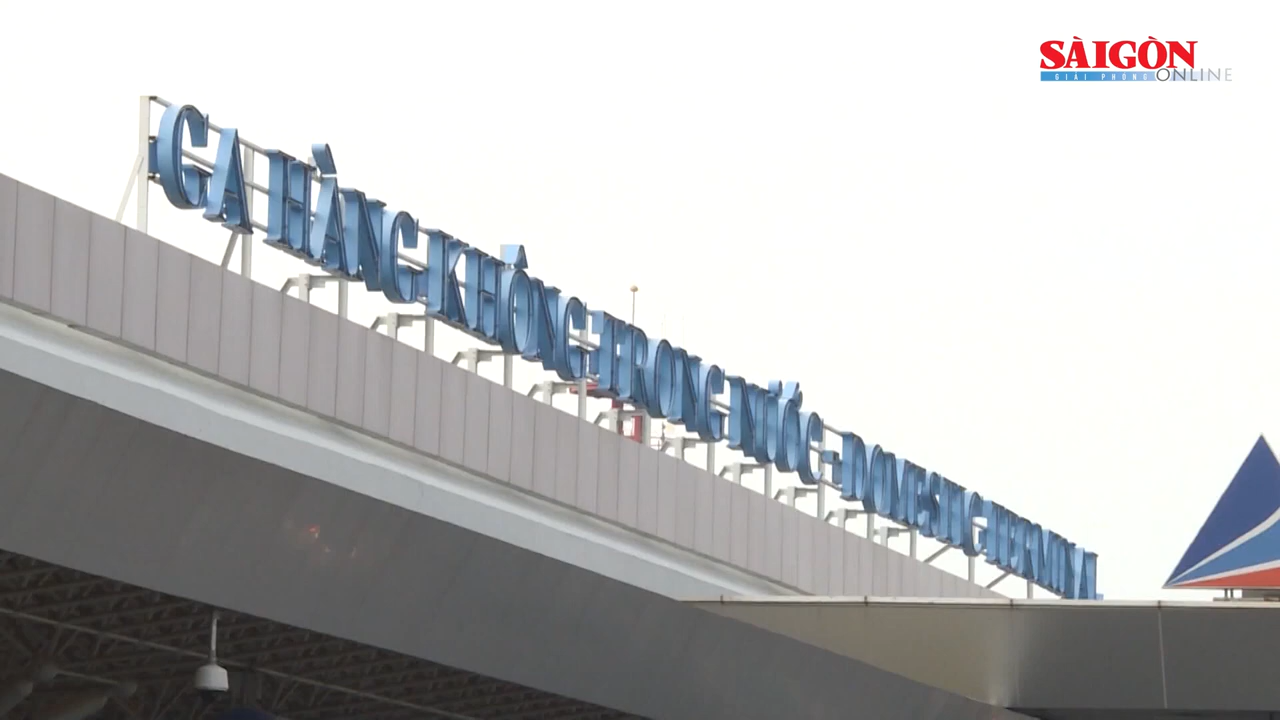 SÀIGÒN
GIẢI PHÓNG ONLINE
GA HÀNG KHÔNG TRONG NƯỚC - DOMESTIC TERMINAL